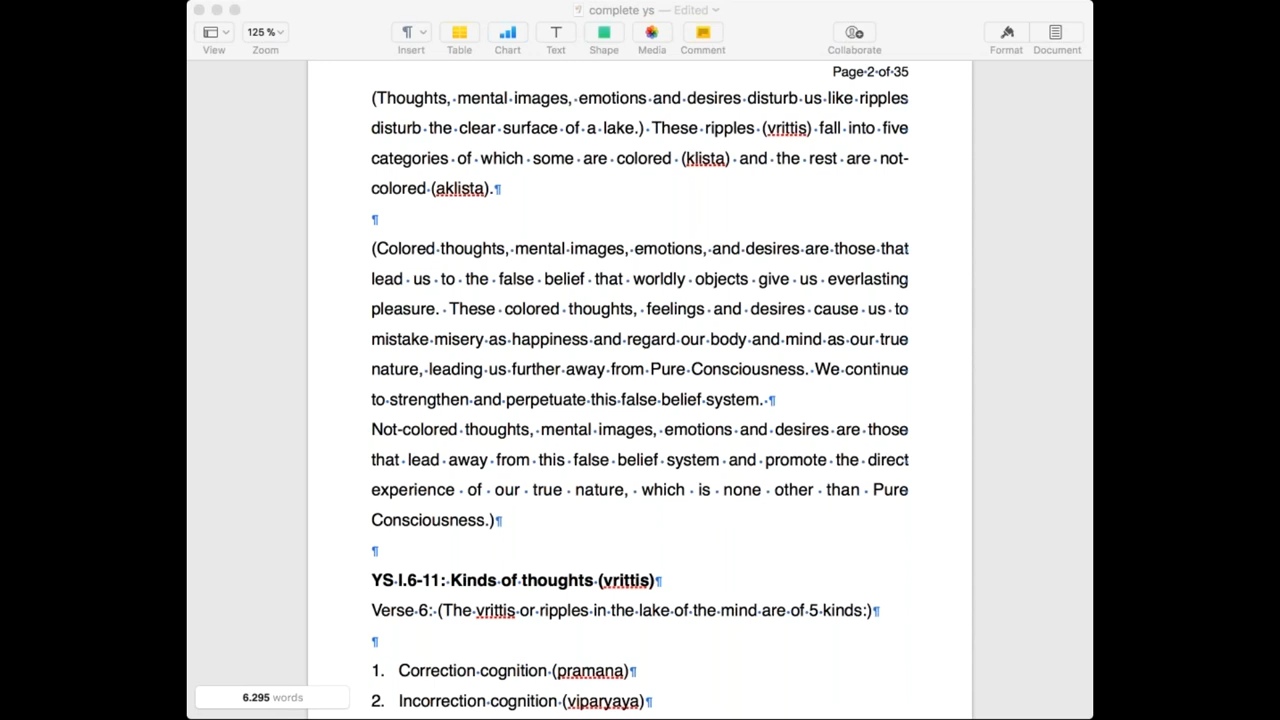 complete ys — Edited
125 %
View
Zoom
Insert
Table
Chart
Text
Shape
Media
Comment
Collaborate
Format
Document
Page 2 of 35
(Thoughts, mental images, emotions and desires disturb us like ripples
disturb the clear surface of a lake.) These ripples (vrittis) fall into five
categories of which some are colored (klista) and the rest are not-
colored (aklista).
(Colored thoughts, mental images, emotions, and desires are those that
lead us to the false belief that worldly objects give us everlasting
pleasure. These colored thoughts, feelings and desires cause us to
mistake misery as happiness and regard our body and mind as our true
nature, leading us further away from Pure Consciousness. We continue
to strengthen and perpetuate this false belief system.
Not-colored thoughts, mental images, emotions and desires are those
that lead away from this false belief system and promote the direct
experience of our true nature, which is none other than Pure
Consciousness.)
YS I.6-11: Kinds of thoughts (vrittis)
Verse 6: (The vrittis or ripples in the lake of the mind are of 5 kinds:)
1. Correction cognition (pramana)
2. Incorrection cognition (viparyaya)
6.295 words